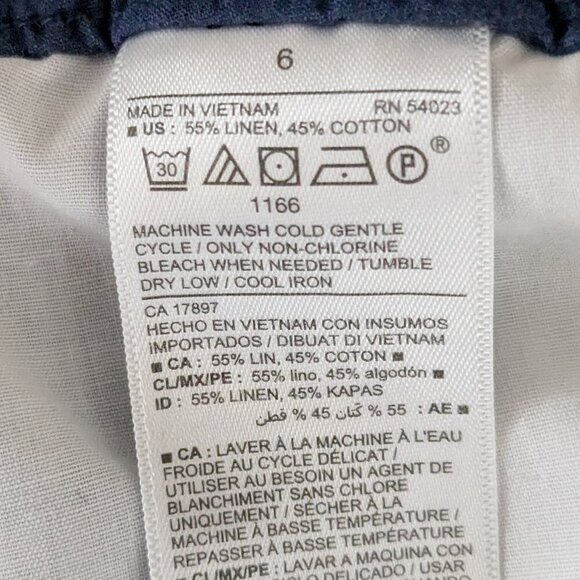 6
MADE IN VIETNAM RN 54023
■ US : 55% LINEN, 45% COTTON
30 P ®
1166
MACHINE WASH COLD GENTLE
CYCLE / ONLY NON-CHLORINE
BLEACH WHEN NEEDED / TUMBLE
DRY LOW / COOL IRON
CA 17897
HECHO EN VIETNAM CON INSUMOS
IMPORTADOS / DIBUAT DI VIETNAM
■ CA : 55% LIN, 45% COTON ■
CL/MX/PE : 55% lino, 45% algodón ■
ID : 55% LINEN, 45% KAPAS
■ AE : 55 % كتان 45 % قطن
■ CA : LAVER À LA MACHINE À L'EAU
FROIDE AU CYCLE DÉLICAT /
UTILISER AU BESOIN UN AGENT DE
BLANCHIMENT SANS CHLORE
UNIQUEMENT / SÉCHER À LA
MACHINE À BASSE TEMPÉRATURE /
REPASSER À BASSE TEMPÉRATURE
■ CL/MX/PE : LAVAR A MAQUINA CON
DELICADO / USAR